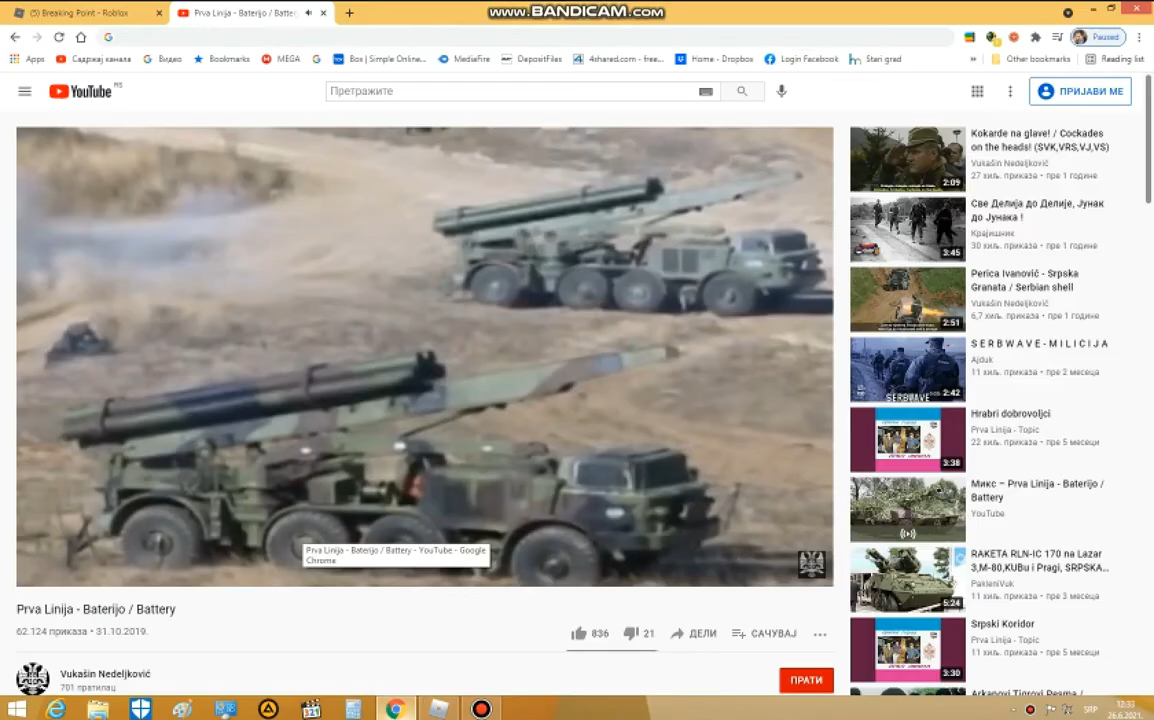 (5) Breaking Point - Roblox
Prva Linija - Baterijo / Batte
www.BANDICAM.com
Paused
Apps
Садржај канала
Видео
Bookmarks
MEGA
Box | Simple Online...
MediaFire
DepositFiles
4shared.com - free...
Home - Dropbox
Login Facebook
Stari grad
»
Other bookmarks
Reading list
YouTube RS
Претражите
ПРИЈАВИ МЕ
Kokarde na glave! / Cockades
on the heads! (SVK,VRS,VJ,VS)
Vukašin Nedeljković
27 хиљ. приказа • пре 1 године
2:09
Све Делија до Делије, Јунак
до Јунака !
Крајишник
30 хиљ. приказа • пре 1 године
3:45
Perica Ivanović - Srpska
Granata / Serbian shell
Vukašin Nedeljković
6,7 хиљ. приказа • пре 1 године
2:51
S E R B W A V E - M I L I C I J A
Ajduk
11 хиљ. приказа • пре 2 месеца
SERBWAVE
2:42
Hrabri dobrovoljci
Prva Linija - Topic
22 хиљ. приказа • пре 5 месеци
3:38
Микс – Prva Linija - Baterijo /
Battery
YouTube
RAKETA RLN-IC 170 na Lazar
3,M-80,KUBu i Pragi, SRPSKA...
PakleniVuk
11 хиљ. приказа • пре 3 месеца
5:24
Srpski Koridor
Prva Linija - Topic
11 хиљ. приказа • пре 5 месеци
3:30
Arkanovi Tigrovi Pesma /
Prva Linija - Baterijo / Battery - YouTube - Google
Chrome
Prva Linija - Baterijo / Battery
62.124 приказа • 31.10.2019.
836
21
ДЕЛИ
САЧУВАЈ
Vukašin Nedeljković
701 пратилац
ПРАТИ
SRP
12:33
26.6.2021.